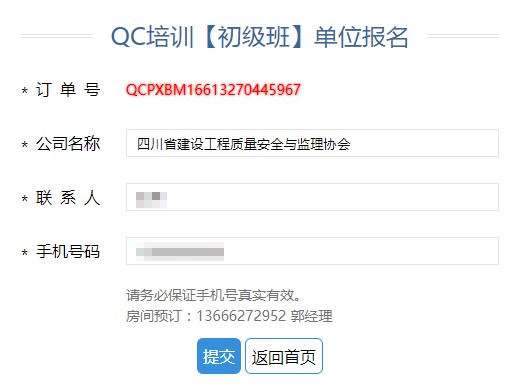 QC培训【初级班】单位报名
* 订 单 号 QCPXBM16613270445967
* 公司名称 四川省建设工程质量安全与监理协会
* 联 系 人
* 手机号码
请务必保证手机号真实有效。
房间预订：13666272952 郭经理
提交 返回首页